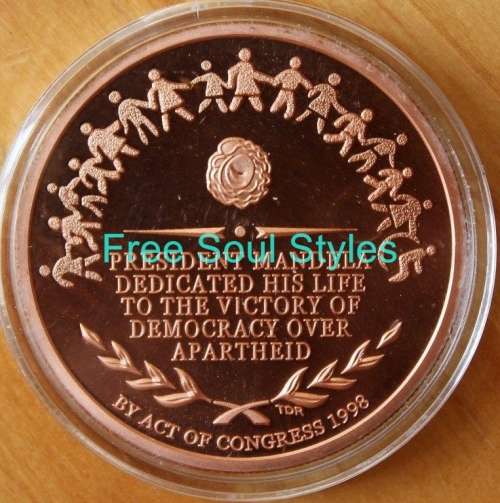 Free Soul Styles
PRESIDENT MANDELA
DEDICATED HIS LIFE
TO THE VICTORY OF
DEMOCRACY OVER
APARTHEID
TDR
BY ACT OF CONGRESS 1998